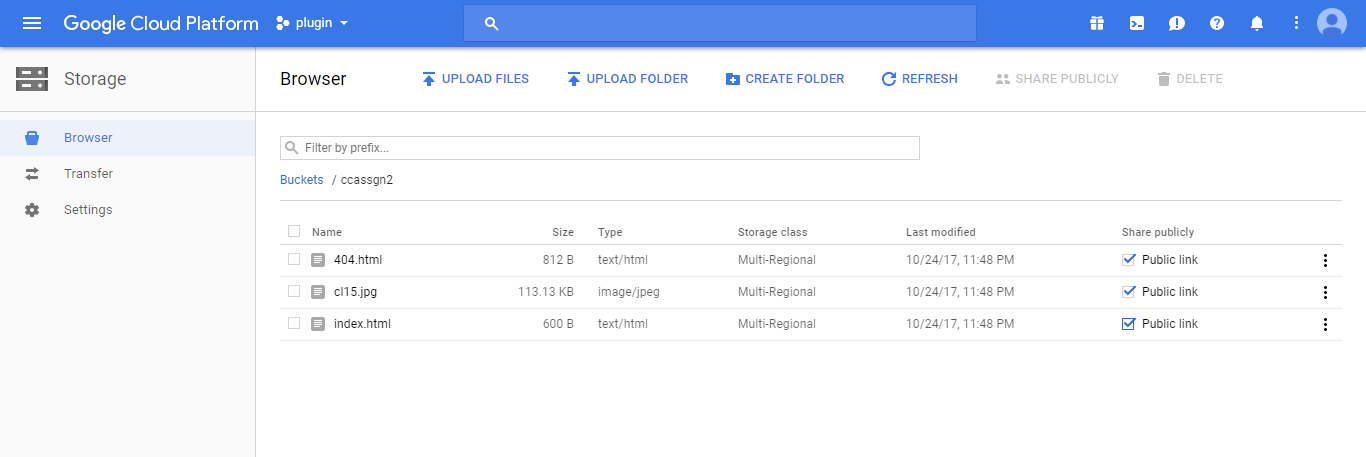 Google Cloud Platform plugin
Storage
Browser UPLOAD FILES UPLOAD FOLDER CREATE FOLDER REFRESH SHARE PUBLICLY DELETE
Browser
Transfer
Settings
Filter by prefix...
Buckets / ccassgn2
Name Size Type Storage class Last modified Share publicly
404.html 812 B text/html Multi-Regional 10/24/17, 11:48 PM Public link
cl15.jpg 113.13 KB image/jpeg Multi-Regional 10/24/17, 11:48 PM Public link
index.html 600 B text/html Multi-Regional 10/24/17, 11:48 PM Public link